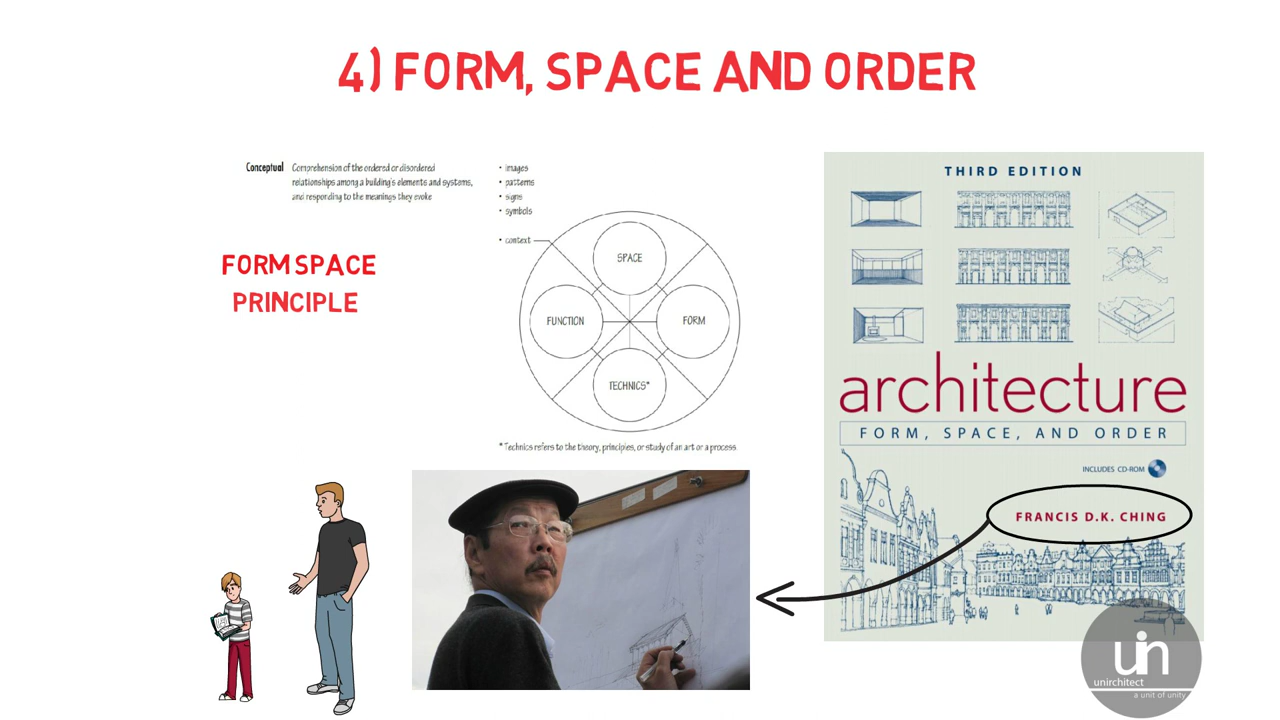 4) FORM, SPACE AND ORDER
Conceptual
Comprehension of the ordered or disordered
relationships among a building's elements and systems,
and responding to the meanings they evoke
• images
• patterns
• signs
• symbols
• context
SPACE
FUNCTION
FORM
TECHNICS*
* Technics refers to the theory, principles, or study of an art or a process.
FORM SPACE
PRINCIPLE
THIRD EDITION
architecture
FORM, SPACE, AND ORDER
INCLUDES CD-ROM
FRANCIS D.K. CHING
uin
unirchitect
a unit of unity